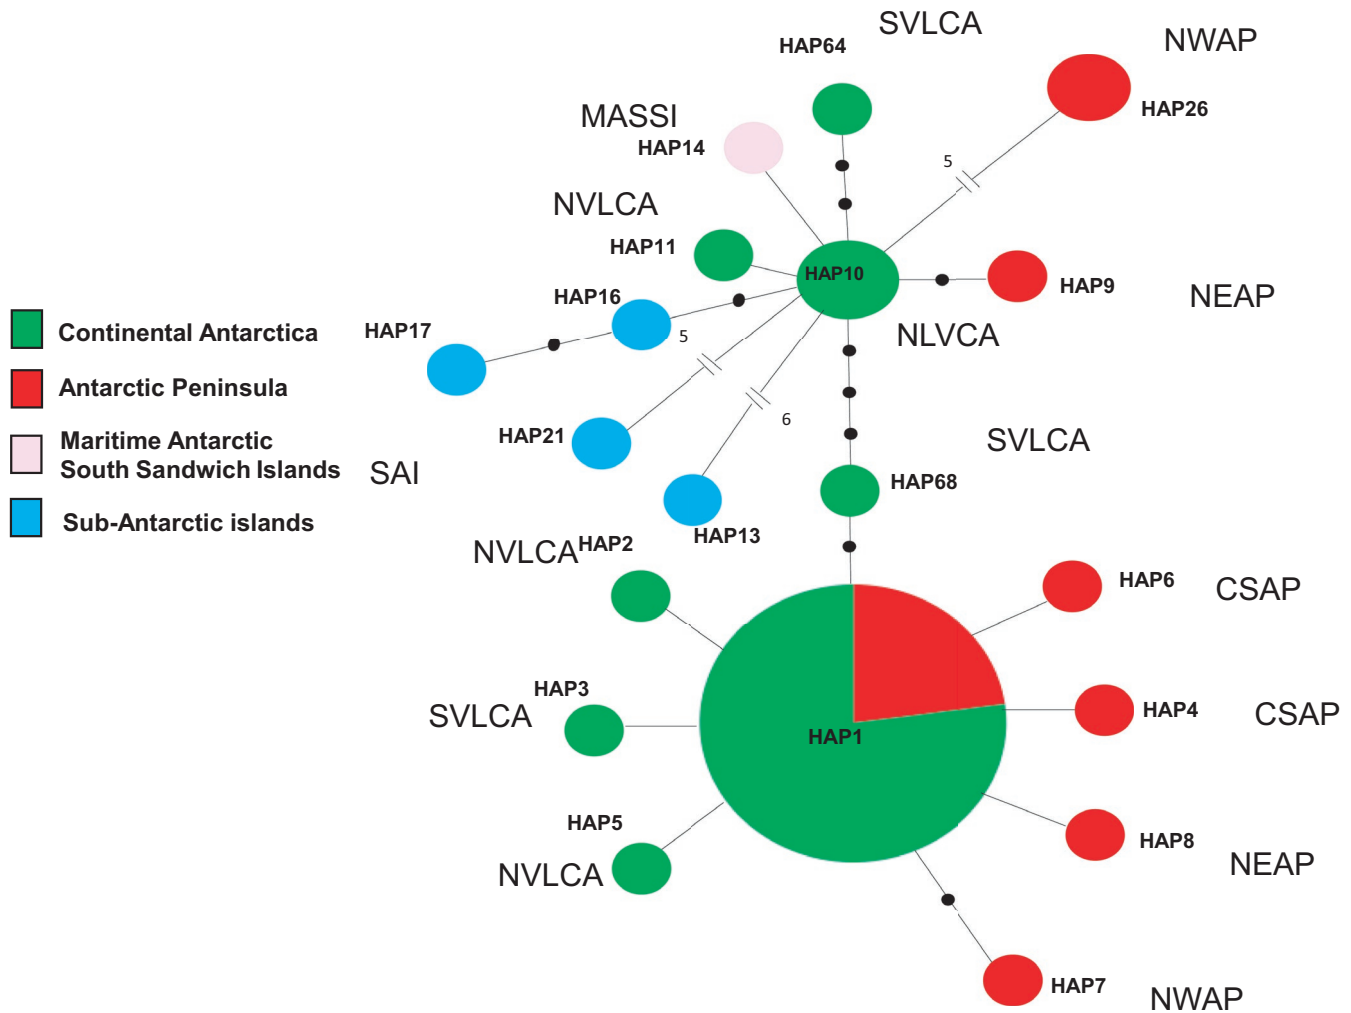 SVLCA
HAP64
NWAP
HAP26
MASSI
HAP14
5
NVLCA
HAP11
HAP10
HAP9
NEAP
HAP16
HAP17
5
NLVCA
Continental Antarctica
Antarctic Peninsula
Maritime Antarctic
South Sandwich Islands
Sub-Antarctic islands
HAP21
6
SAI
SVLCA
HAP68
HAP13
NVLCA
HAP2
HAP6
CSAP
HAP3
SVLCA
HAP1
HAP4
CSAP
HAP5
NVLCA
HAP8
NEAP
HAP7
NWAP